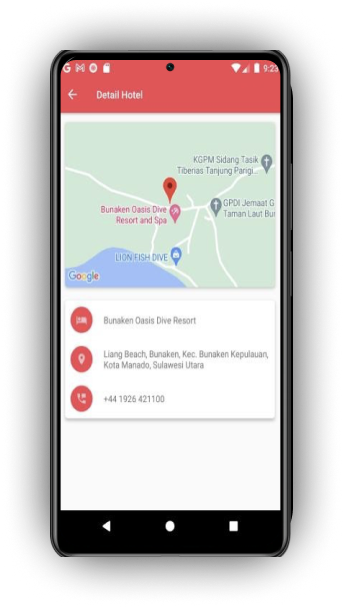 9:23
Detail Hotel
KGPM Sidang Tasik
Tiberias Tanjung Parigi...
Bunaken Oasis Dive
Resort and Spa
GPDI Jemaat G
Taman Laut Bu
LION FISH DIVE
Google
Bunaken Oasis Dive Resort
Liang Beach, Bunaken, Kec. Bunaken Kepulauan,
Kota Manado, Sulawesi Utara
+44 1926 421100